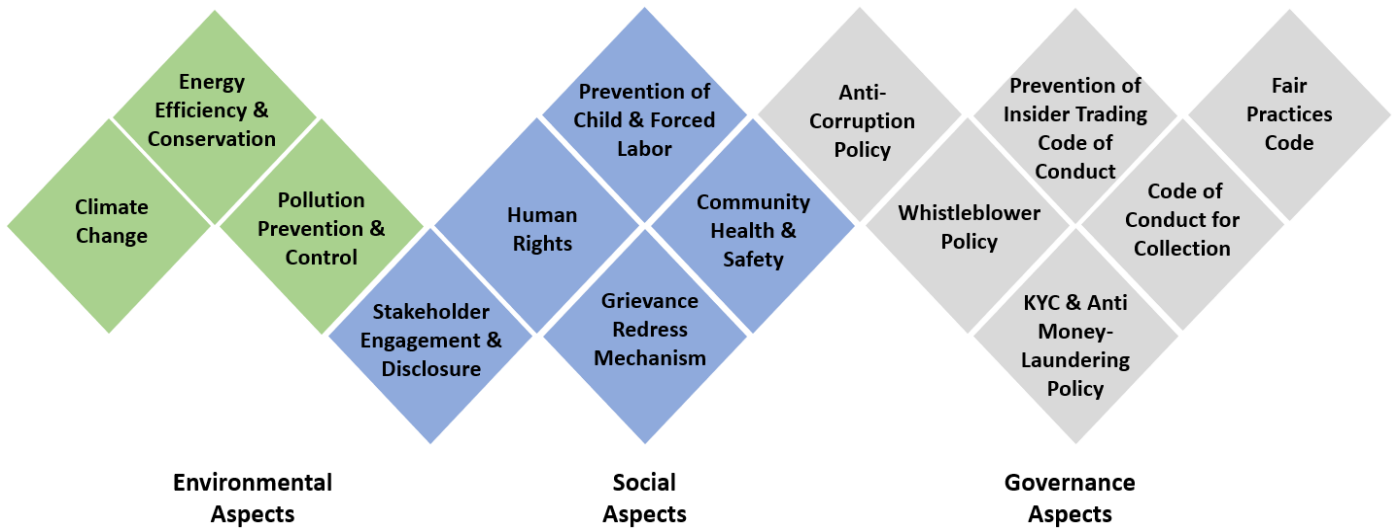 Climate
Change
Energy
Efficiency &
Conservation
Pollution
Prevention &
Control
Stakeholder
Engagement &
Disclosure
Human
Rights
Prevention of
Child & Forced
Labor
Grievance
Redress
Mechanism
Community
Health &
Safety
Anti-
Corruption
Policy
Whistleblower
Policy
Prevention of
Insider Trading
Code of
Conduct
KYC & Anti
Money-
Laundering
Policy
Code of
Conduct for
Collection
Fair
Practices
Code
Environmental
Aspects
Social
Aspects
Governance
Aspects